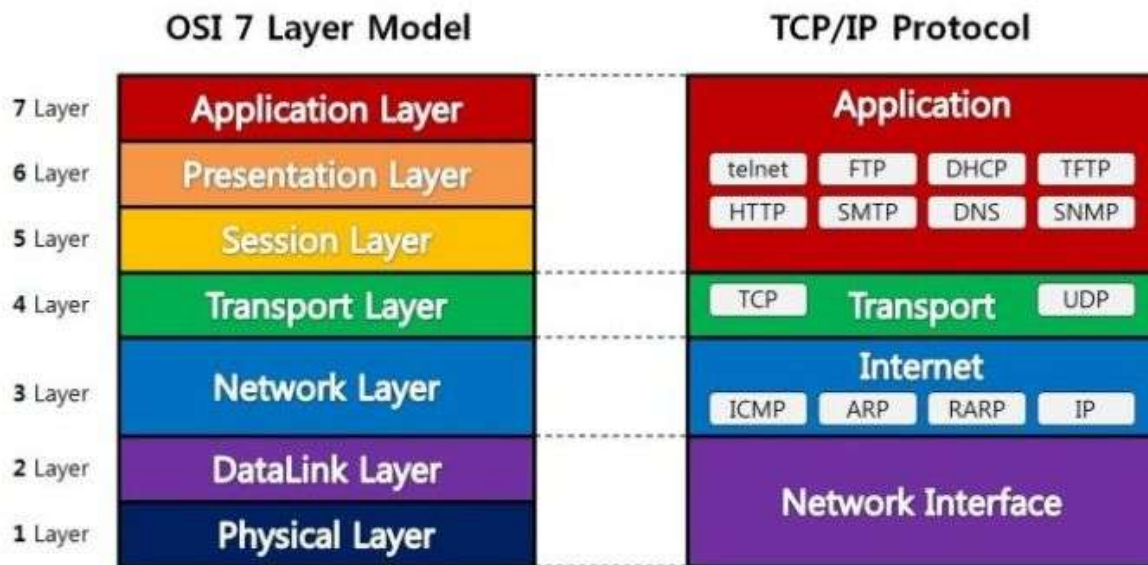 OSI 7 Layer Model
TCP/IP Protocol
7 Layer
Application Layer
6 Layer
Presentation Layer
5 Layer
Session Layer
4 Layer
Transport Layer
3 Layer
Network Layer
2 Layer
DataLink Layer
1 Layer
Physical Layer
Application
telnet FTP DHCP TFTP
HTTP SMTP DNS SNMP
TCP Transport UDP
Internet
ICMP ARP RARP IP
Network Interface